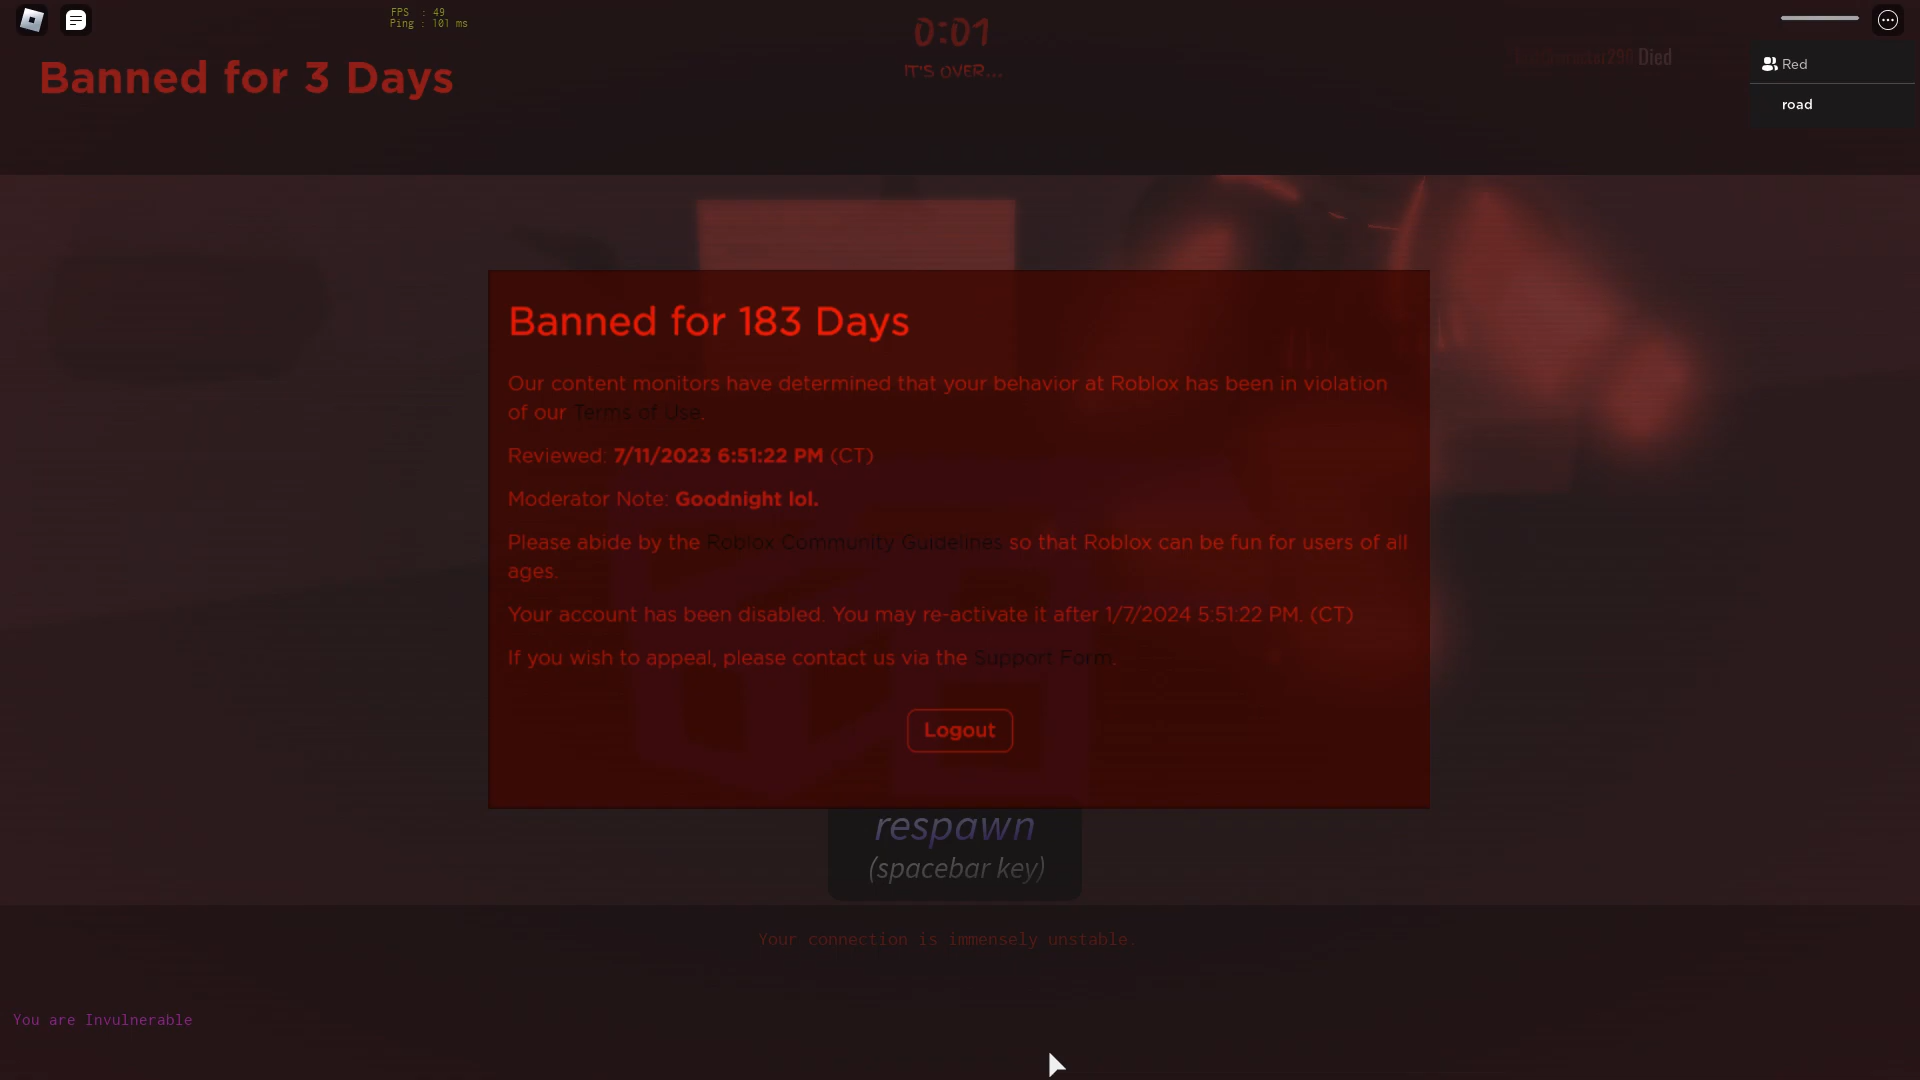 FPS : 49
Ping : 101 ms
0:01
IT'S OVER...
Died
Red
road
Banned for 3 Days
Banned for 183 Days
Our content monitors have determined that your behavior at Roblox has been in violation
of our Terms of Use.
Reviewed: 7/11/2023 6:51:22 PM (CT)
Moderator Note: Goodnight lol.
Please abide by the Roblox Community Guidelines so that Roblox can be fun for users of all
ages.
Your account has been disabled. You may re-activate it after 1/7/2024 5:51:22 PM. (CT)
If you wish to appeal, please contact us via the Support Form.
Logout
respawn
(spacebar key)
Your connection is immensely unstable.
You are Invulnerable